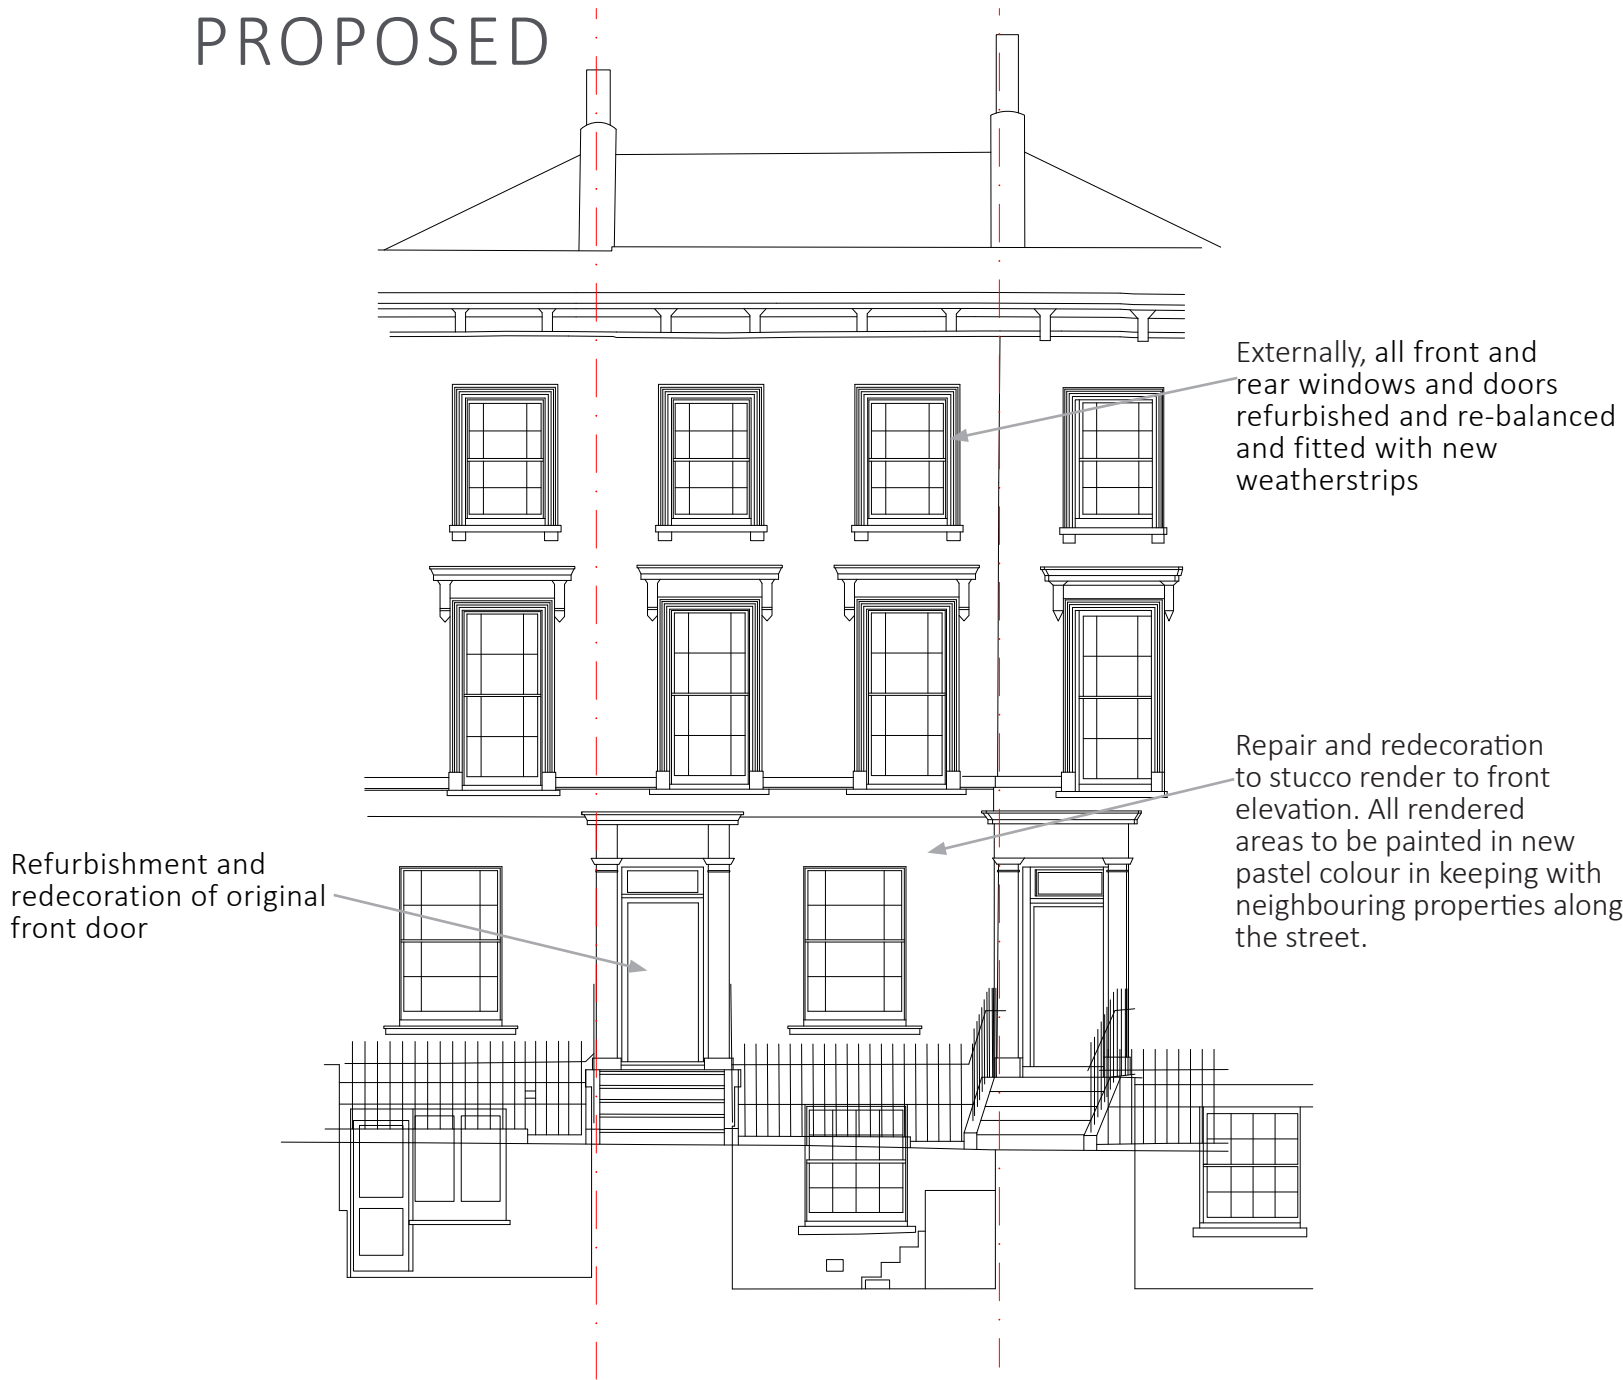 PROPOSED
Externally, all front and
rear windows and doors
refurbished and re-balanced
and fitted with new
weatherstrips
Repair and redecoration
to stucco render to front
elevation. All rendered
areas to be painted in new
pastel colour in keeping with
neighbouring properties along
the street.
Refurbishment and
redecoration of original
front door